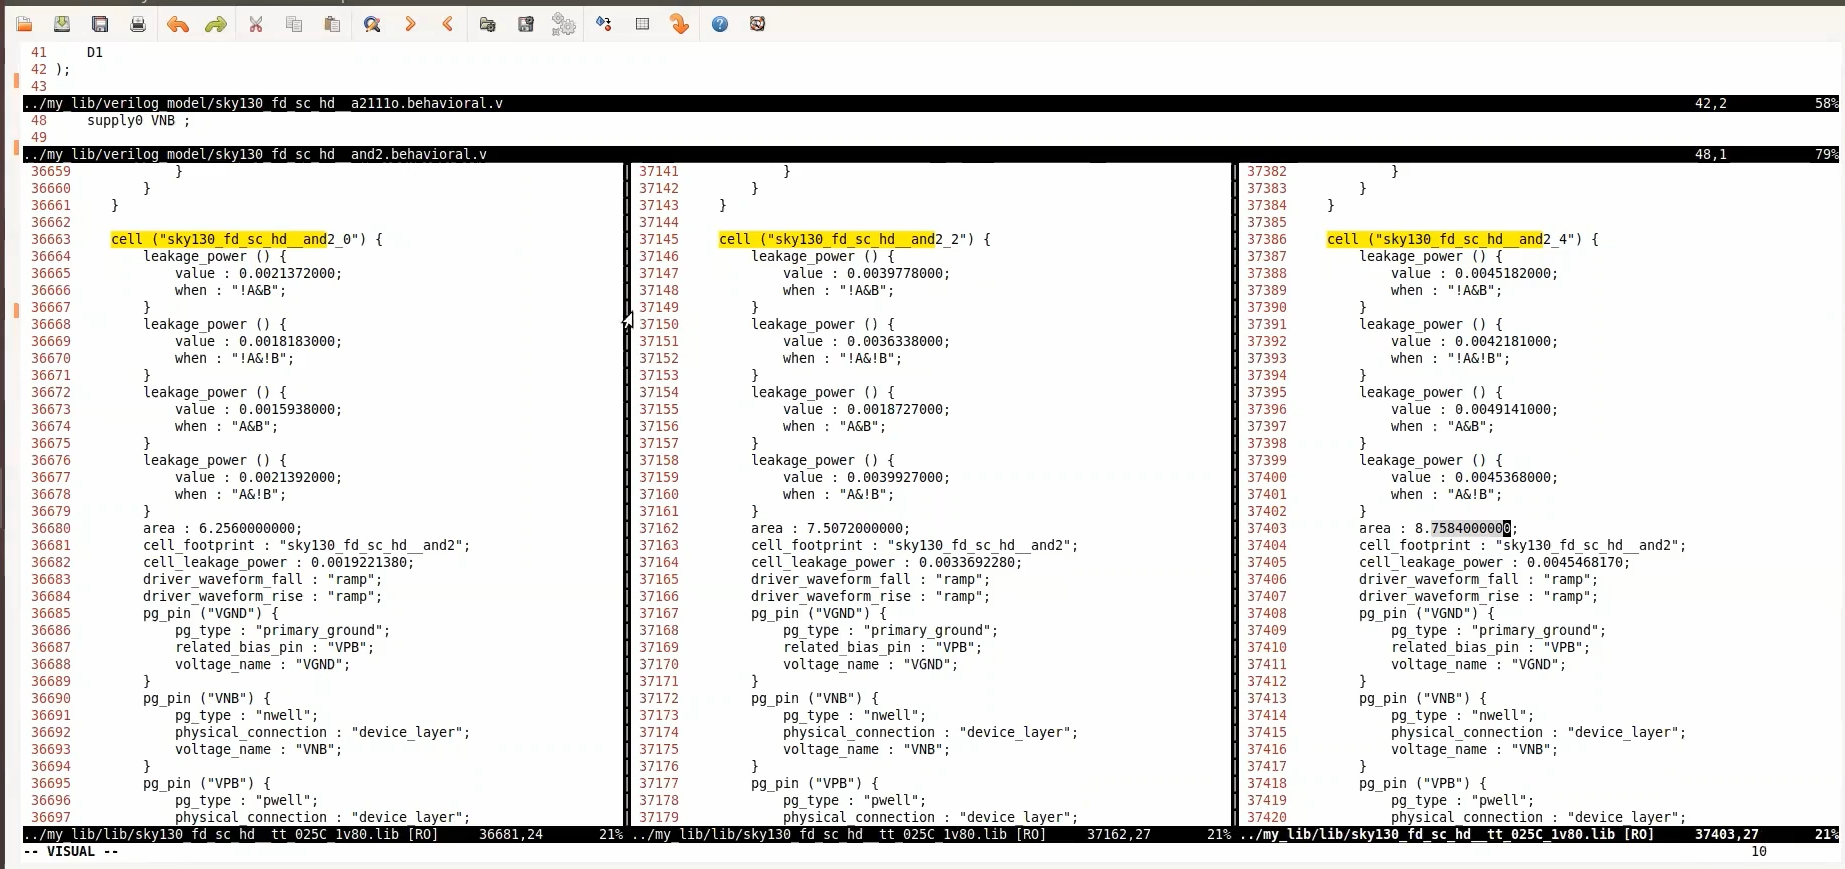 41     D1
42 );
43
../my_lib/verilog_model/sky130_fd_sc_hd__a2111o.behavioral.v 42,2 58%
48     supply0 VNB ;
49
../my_lib/verilog_model/sky130_fd_sc_hd__and2.behavioral.v 48,1 79%
36659 }
36660 }
36661 }
36662
36663 cell ("sky130_fd_sc_hd__and2_0") {
36664 leakage_power () {
36665 value : 0.0021372000;
36666 when : "!A&B";
36667 }
36668 leakage_power () {
36669 value : 0.0018183000;
36670 when : "!A&!B";
36671 }
36672 leakage_power () {
36673 value : 0.0015938000;
36674 when : "A&B";
36675 }
36676 leakage_power () {
36677 value : 0.0021392000;
36678 when : "A&!B";
36679 }
36680 area : 6.2560000000;
36681 cell_footprint : "sky130_fd_sc_hd__and2";
36682 cell_leakage_power : 0.0019221380;
36683 driver_waveform_fall : "ramp";
36684 driver_waveform_rise : "ramp";
36685 pg_pin ("VGND") {
36686 pg_type : "primary_ground";
36687 related_bias_pin : "VPB";
36688 voltage_name : "VGND";
36689 }
36690 pg_pin ("VNB") {
36691 pg_type : "nwell";
36692 physical_connection : "device_layer";
36693 voltage_name : "VNB";
36694 }
36695 pg_pin ("VPB") {
36696 pg_type : "pwell";
36697 physical_connection : "device_layer";
../my_lib/lib/sky130_fd_sc_hd__tt_025C_1v80.lib [RO] 36681,24 21%
37141 }
37142 }
37143 }
37144
37145 cell ("sky130_fd_sc_hd__and2_2") {
37146 leakage_power () {
37147 value : 0.0039778000;
37148 when : "!A&B";
37149 }
37150 leakage_power () {
37151 value : 0.0036338000;
37152 when : "!A&!B";
37153 }
37154 leakage_power () {
37155 value : 0.0018727000;
37156 when : "A&B";
37157 }
37158 leakage_power () {
37159 value : 0.0039927000;
37160 when : "A&!B";
37161 }
37162 area : 7.5072000000;
37163 cell_footprint : "sky130_fd_sc_hd__and2";
37164 cell_leakage_power : 0.0033692280;
37165 driver_waveform_fall : "ramp";
37166 driver_waveform_rise : "ramp";
37167 pg_pin ("VGND") {
37168 pg_type : "primary_ground";
37169 related_bias_pin : "VPB";
37170 voltage_name : "VGND";
37171 }
37172 pg_pin ("VNB") {
37173 pg_type : "nwell";
37174 physical_connection : "device_layer";
37175 voltage_name : "VNB";
37176 }
37177 pg_pin ("VPB") {
37178 pg_type : "pwell";
37179 physical_connection : "device_layer";
../my_lib/lib/sky130_fd_sc_hd__tt_025C_1v80.lib [RO] 37162,27 21%
37382 }
37383 }
37384 }
37385
37386 cell ("sky130_fd_sc_hd__and2_4") {
37387 leakage_power () {
37388 value : 0.0045182000;
37389 when : "!A&B";
37390 }
37391 leakage_power () {
37392 value : 0.0042181000;
37393 when : "!A&!B";
37394 }
37395 leakage_power () {
37396 value : 0.0049141000;
37397 when : "A&B";
37398 }
37399 leakage_power () {
37400 value : 0.0045368000;
37401 when : "A&!B";
37402 }
37403 area : 8.7584000000;
37404 cell_footprint : "sky130_fd_sc_hd__and2";
37405 cell_leakage_power : 0.0045468170;
37406 driver_waveform_fall : "ramp";
37407 driver_waveform_rise : "ramp";
37408 pg_pin ("VGND") {
37409 pg_type : "primary_ground";
37410 related_bias_pin : "VPB";
37411 voltage_name : "VGND";
37412 }
37413 pg_pin ("VNB") {
37414 pg_type : "nwell";
37415 physical_connection : "device_layer";
37416 voltage_name : "VNB";
37417 }
37418 pg_pin ("VPB") {
37419 pg_type : "pwell";
37420 physical_connection : "device_layer";
../my_lib/lib/sky130_fd_sc_hd__tt_025C_1v80.lib [RO] 37403,27 21%
-- VISUAL -- 10